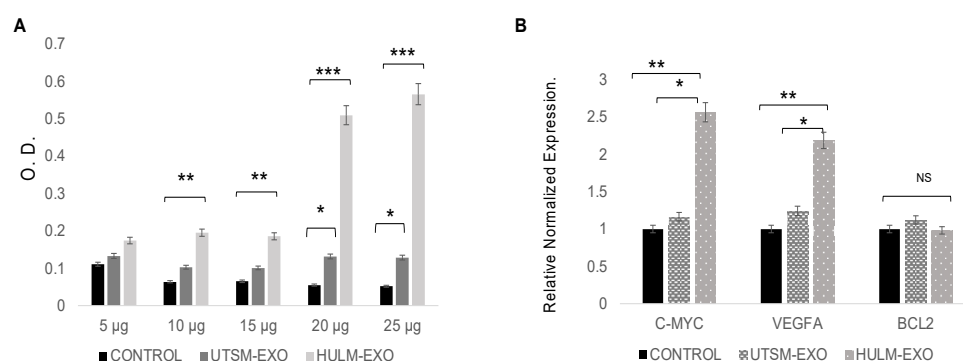 A
0.7
0.6
0.5
0.4
0.3
0.2
0.1
0
O. D.
**
**
***
*
***
*
5 µg 10 µg 15 µg 20 µg 25 µg
CONTROL UTSM-EXO HULM-EXO
B
3
2.5
2
1.5
1
0.5
0
Relative Normalized Expression.
**
*
**
*
NS
C-MYC VEGFA BCL2
CONTROL UTSM-EXO HULM-EXO